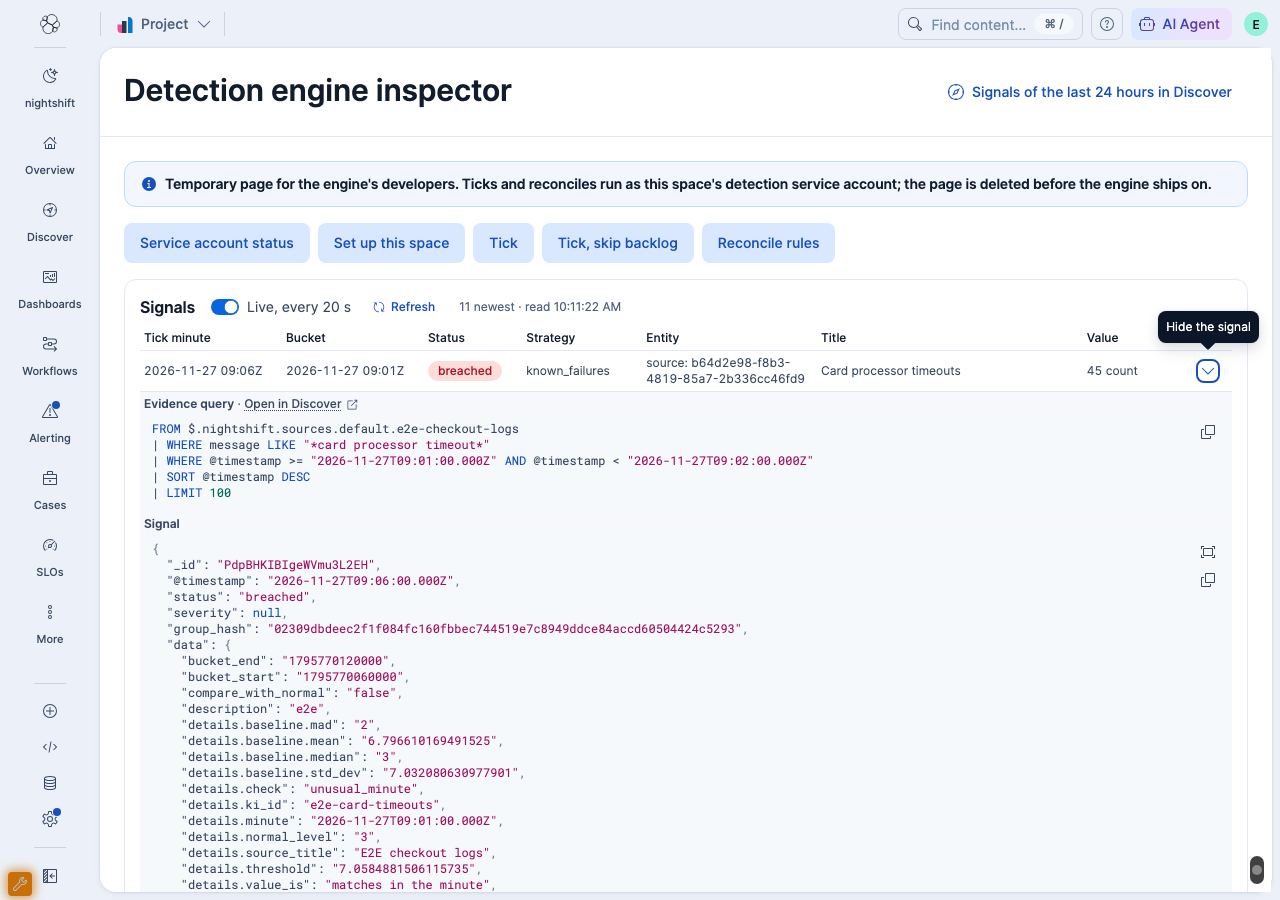 Project
Find content...
⌘ /
AI Agent
E
nightshift
Overview
Discover
Dashboards
Workflows
Alerting
Cases
SLOs
More
Detection engine inspector
Signals of the last 24 hours in Discover
Temporary page for the engine's developers. Ticks and reconciles run as this space's detection service account; the page is deleted before the engine ships on.
Service account status
Set up this space
Tick
Tick, skip backlog
Reconcile rules
Signals
Live, every 20 s
Refresh
11 newest · read 10:11:22 AM
Hide the signal
Tick minute Bucket Status Strategy Entity Title Value
2026-11-27 09:06Z 2026-11-27 09:01Z breached known_failures source: b64d2e98-f8b3-4819-85a7-2b336cc46fd9 Card processor timeouts 45 count
Evidence query · Open in Discover
FROM $.nightshift.sources.default.e2e-checkout-logs
| WHERE message LIKE "*card processor timeout*"
| WHERE @timestamp >= "2026-11-27T09:01:00.000Z" AND @timestamp < "2026-11-27T09:02:00.000Z"
| SORT @timestamp DESC
| LIMIT 100
Signal
{
"_id": "PdpBHKIBIgeWVmu3L2EH",
"@timestamp": "2026-11-27T09:06:00.000Z",
"status": "breached",
"severity": null,
"group_hash": "02309dbdeec2f1f084fc160fbbec744519e7c8949ddce84accd60504424c5293",
"data": {
"bucket_end": "1795770120000",
"bucket_start": "1795770060000",
"compare_with_normal": "false",
"description": "e2e",
"details.baseline.mad": "2",
"details.baseline.mean": "6.796610169491525",
"details.baseline.median": "3",
"details.baseline.std_dev": "7.032080630977901",
"details.check": "unusual_minute",
"details.ki_id": "e2e-card-timeouts",
"details.minute": "2026-11-27T09:01:00.000Z",
"details.normal_level": "3",
"details.source_title": "E2E checkout logs",
"details.threshold": "7.0584881506115735",
"details.value_is": "matches in the minute",